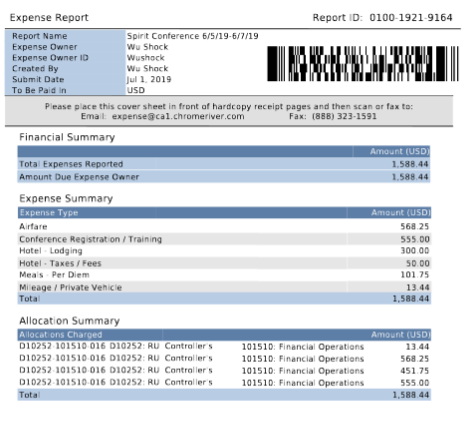 Expense Report Report ID: 0100-1921-9164
Report Name Spirit Conference 6/5/19-6/7/19
Expense Owner Wu Shock
Expense Owner ID Wushock
Created By Wu Shock
Submit Date Jul 1, 2019
To Be Paid In USD
Please place this cover sheet in front of hardcopy receipt pages and then scan or fax to:
Email: expense@ca1.chromeriver.com Fax: (888) 323-1591
Financial Summary
Amount (USD)
Total Expenses Reported 1,588.44
Amount Due Expense Owner 1,588.44
Expense Summary
Expense Type Amount (USD)
Airfare 568.25
Conference Registration / Training 555.00
Hotel - Lodging 300.00
Hotel - Taxes / Fees 50.00
Meals - Per Diem 101.75
Mileage / Private Vehicle 13.44
Total 1,588.44
Allocation Summary
Allocations Charged Amount (USD)
D10252-101510-016 D10252: RU Controller's 101510: Financial Operations 13.44
D10252-101510-016 D10252: RU Controller's 101510: Financial Operations 568.25
D10252-101510-016 D10252: RU Controller's 101510: Financial Operations 451.75
D10252-101510-016 D10252: RU Controller's 101510: Financial Operations 555.00
Total 1,588.44